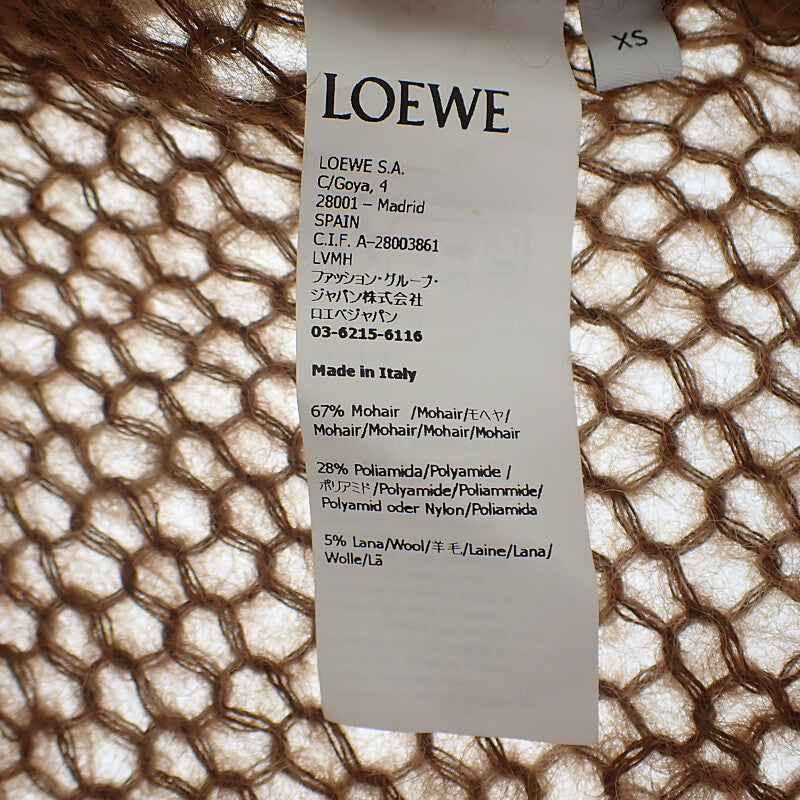 XS
LOEWE
LOEWE S.A.
C/Goya, 4
28001 – Madrid
SPAIN
C.I.F. A-28003861
LVMH
ファッション・グループ・
ジャパン株式会社
ロエベジャパン
03-6215-6116
Made in Italy
67% Mohair /Mohair/モヘヤ/
Mohair/Mohair/Mohair/Mohair
28% Poliamida/Polyamide /
ポリアミド/Polyamide/Poliammide/
Polyamid oder Nylon/Poliamida
5% Lana/Wool/羊毛/Laine/Lana/
Wolle/Lã